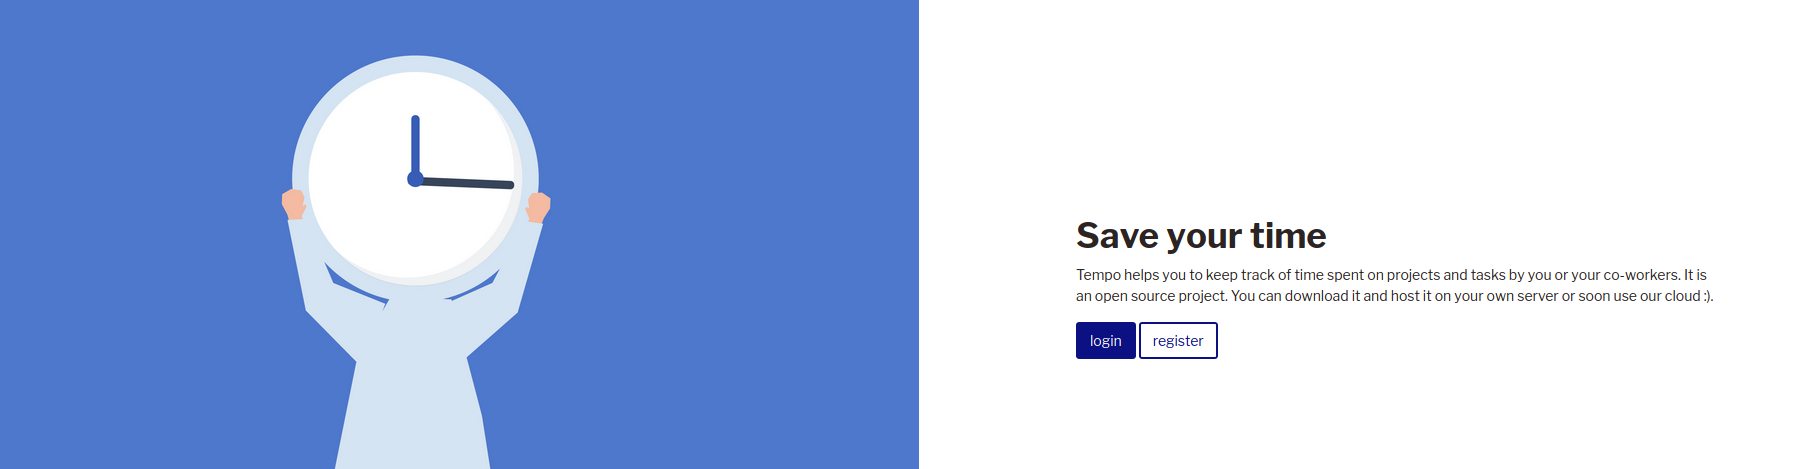 Save your time
Tempo helps you to keep track of time spent on projects and tasks by you or your co-workers. It is
an open source project. You can download it and host it on your own server or soon use our cloud :).
login register